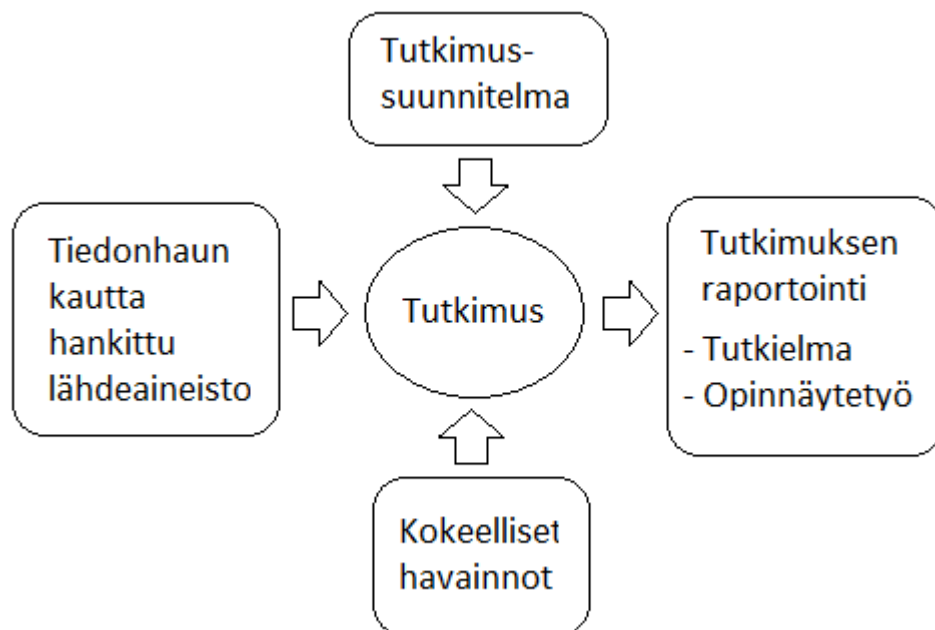 Tutkimus-
suunnitelma
Tiedonhaun
kautta
hankittu
lähdeaineisto
Tutkimus
Tutkimuksen
raportointi
- Tutkielma
- Opinnäytetyö
Kokeelliset
havainnot